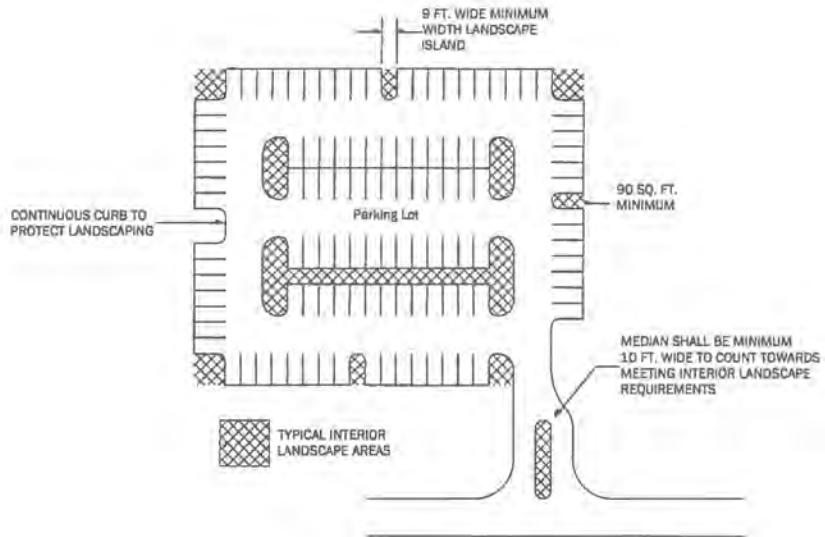 9 FT. WIDE MINIMUM
WIDTH LANDSCAPE
ISLAND
90 SQ. FT.
MINIMUM
CONTINUOUS CURB TO
PROTECT LANDSCAPING
Parking Lot
MEDIAN SHALL BE MINIMUM
10 FT. WIDE TO COUNT TOWARDS
MEETING INTERIOR LANDSCAPE
REQUIREMENTS
TYPICAL INTERIOR
LANDSCAPE AREAS